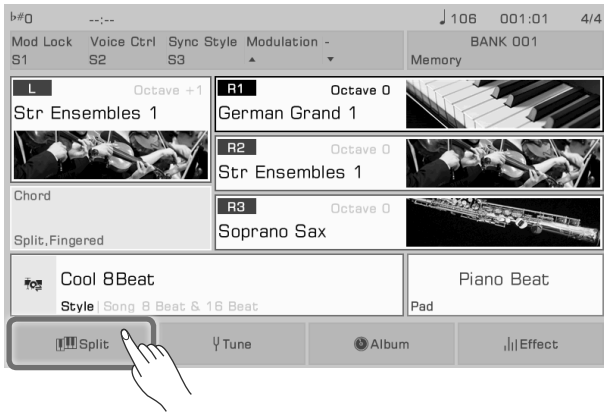 ♭#0 --:-- ♩106 001:01 4/4
Mod Lock Voice Ctrl Sync Style Modulation - BANK 001
S1 S2 S3 ▲ ▼ Memory
L Octave +1
Str Ensembles 1
R1 Octave 0
German Grand 1
R2 Octave 0
Str Ensembles 1
Chord
Split,Fingered
R3 Octave 0
Soprano Sax
Cool 8Beat
Style | Song 8 Beat & 16 Beat
Piano Beat
Pad
Split Tune Album Effect